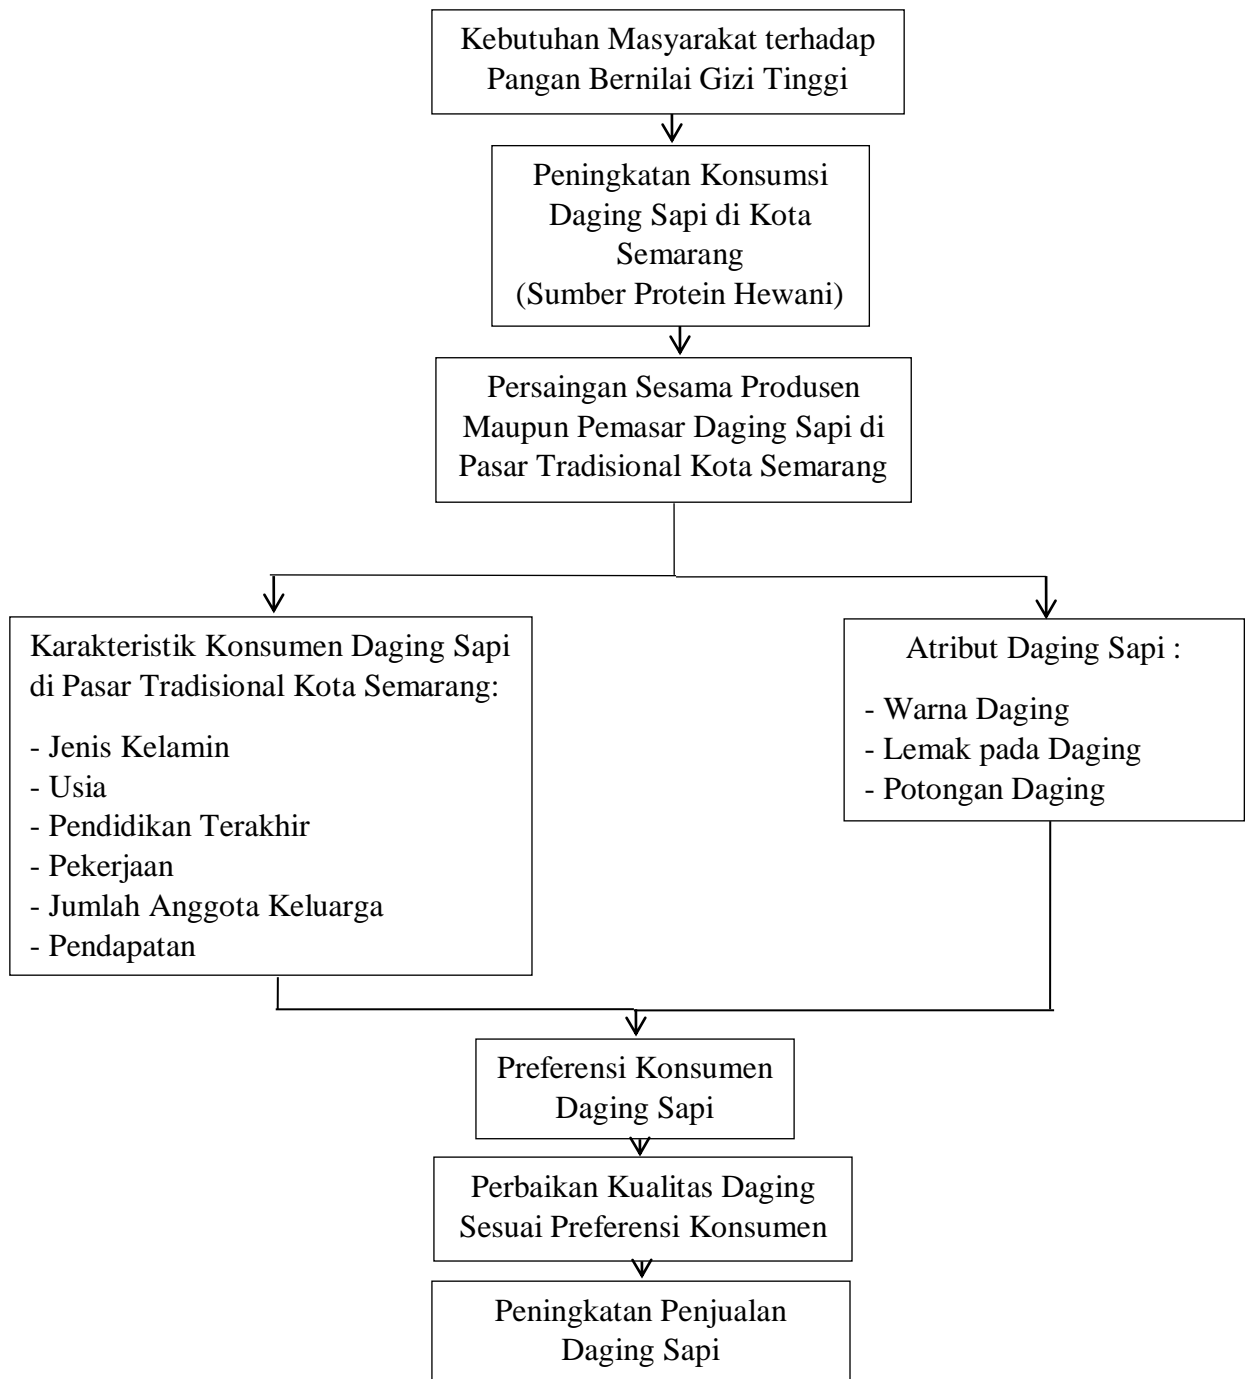 Kebutuhan Masyarakat terhadap
Pangan Bernilai Gizi Tinggi
Peningkatan Konsumsi
Daging Sapi di Kota
Semarang
(Sumber Protein Hewani)
Persaingan Sesama Produsen
Maupun Pemasar Daging Sapi di
Pasar Tradisional Kota Semarang
Karakteristik Konsumen Daging Sapi
di Pasar Tradisional Kota Semarang:
- Jenis Kelamin
- Usia
- Pendidikan Terakhir
- Pekerjaan
- Jumlah Anggota Keluarga
- Pendapatan
Atribut Daging Sapi :
- Warna Daging
- Lemak pada Daging
- Potongan Daging
Preferensi Konsumen
Daging Sapi
Perbaikan Kualitas Daging
Sesuai Preferensi Konsumen
Peningkatan Penjualan
Daging Sapi